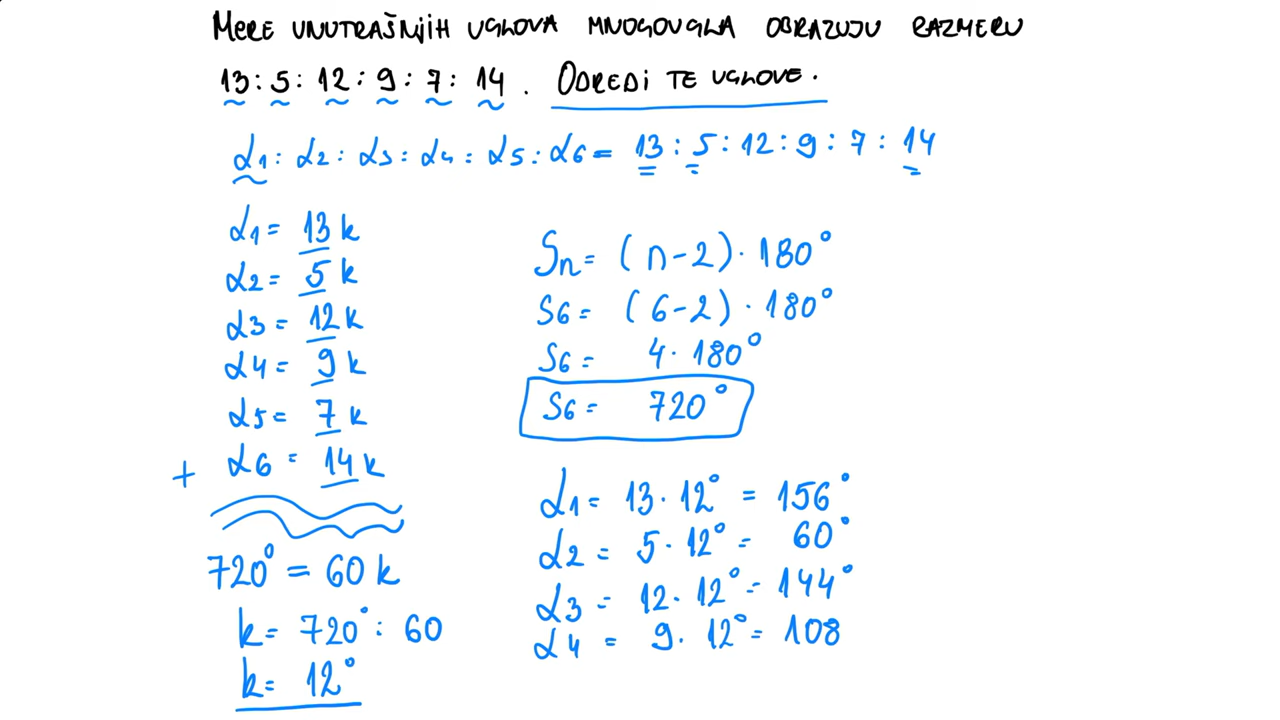 MERE UNUTRAŠNJIH UGLOVA MNOGOUGLA OBRAZUJU RAZMERU
13:5:12:9:7:14. ODREDI TE UGLOVE.
α1:α2:α3:α4:α5:α6=13:5:12:9:7:14
α1=13k
α2=5k
α3=12k
α4=9k
α5=7k
+ α6=14k
720°=60k
k=720°:60
k=12°
Sn=(n-2)·180°
S6=(6-2)·180°
S6=4·180°
S6=720°
α1=13·12°=156°
α2=5·12°=60°
α3=12·12°=144°
α4=9·12°=108